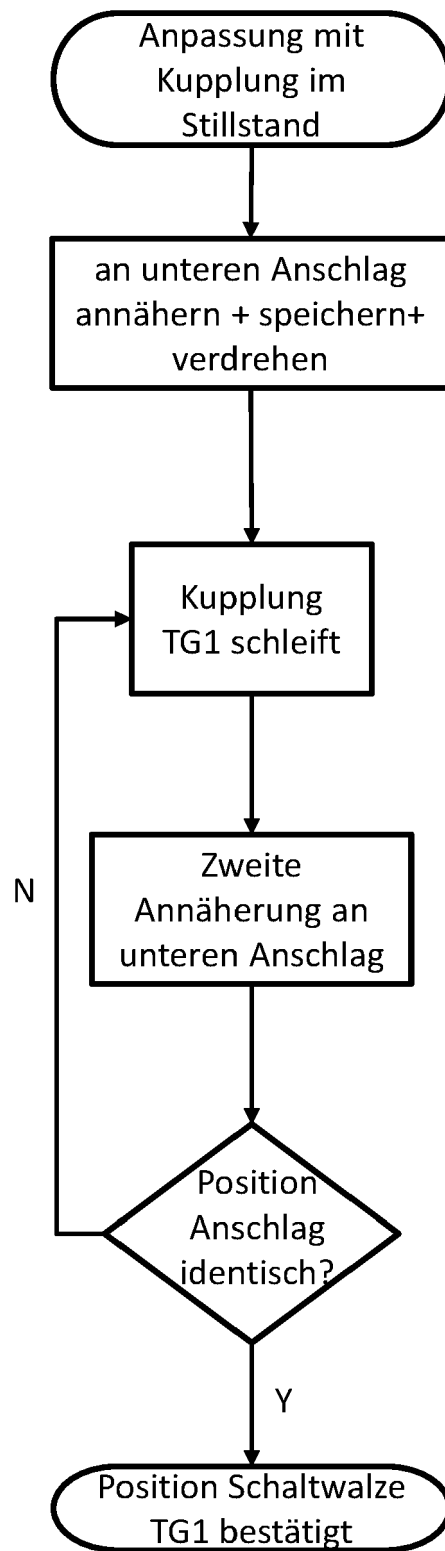 Anpassung mit
Kupplung im
Stillstand
an unteren Anschlag
annähern + speichern+
verdrehen
Kupplung
TG1 schleift
Zweite
Annäherung an
unteren Anschlag
N
Position
Anschlag
identisch?
Y
Position Schaltwalze
TG1 bestätigt